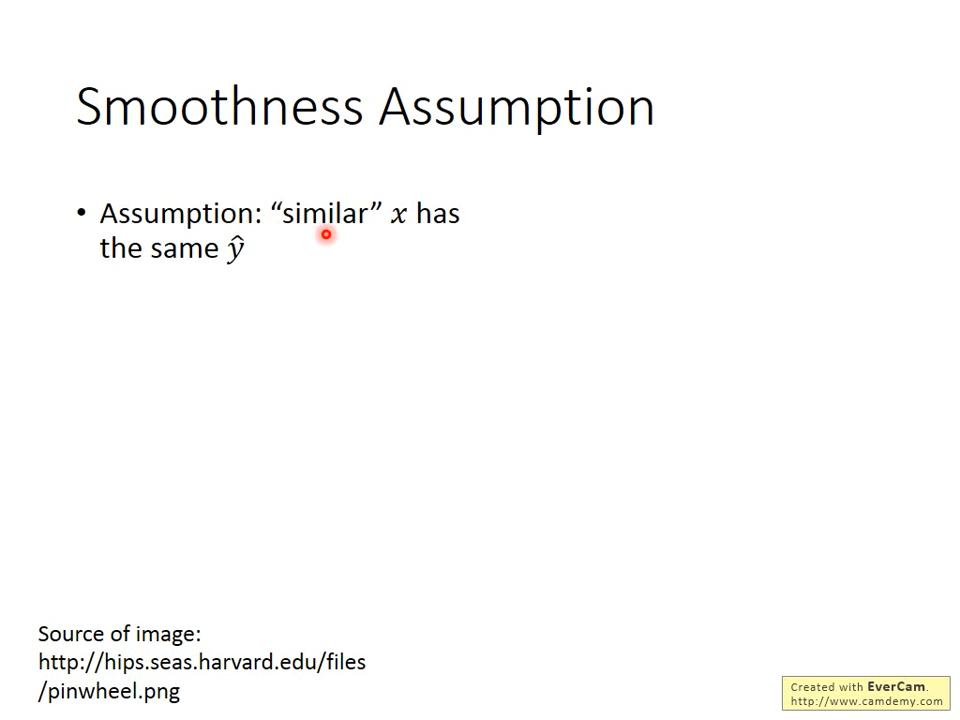 Smoothness Assumption
• Assumption: “similar” x has
the same ŷ
Source of image:
http://hips.seas.harvard.edu/files
/pinwheel.png
Created with EverCam.
http://www.camdemy.com